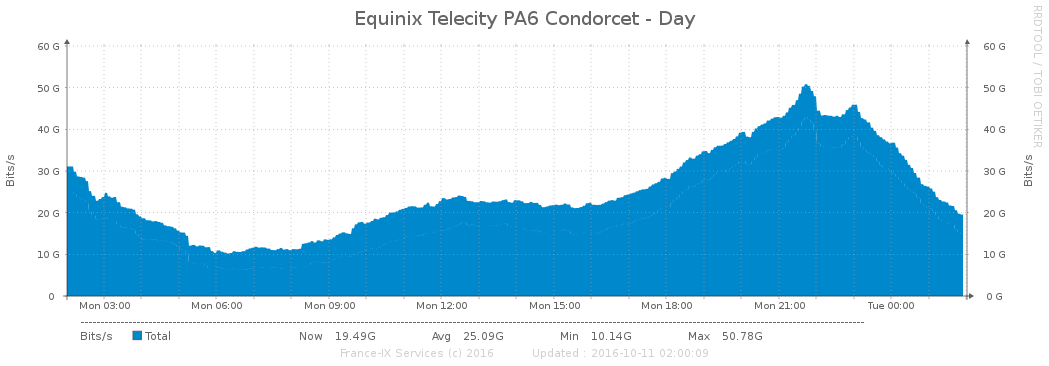 Equinix Telecity PA6 Condorcet - Day
RRDTOOL / TOBI OETIKER
Bits/s
60 G
50 G
40 G
30 G
20 G
10 G
0
60 G
50 G
40 G
30 G
20 G
10 G
0 G
Bits/s
Mon 03:00 Mon 06:00 Mon 09:00 Mon 12:00 Mon 15:00 Mon 18:00 Mon 21:00 Tue 00:00
Bits/s Total Now 19.49G Avg 25.09G Min 10.14G Max 50.78G
France-IX Services (c) 2016 Updated : 2016-10-11 02:00:09